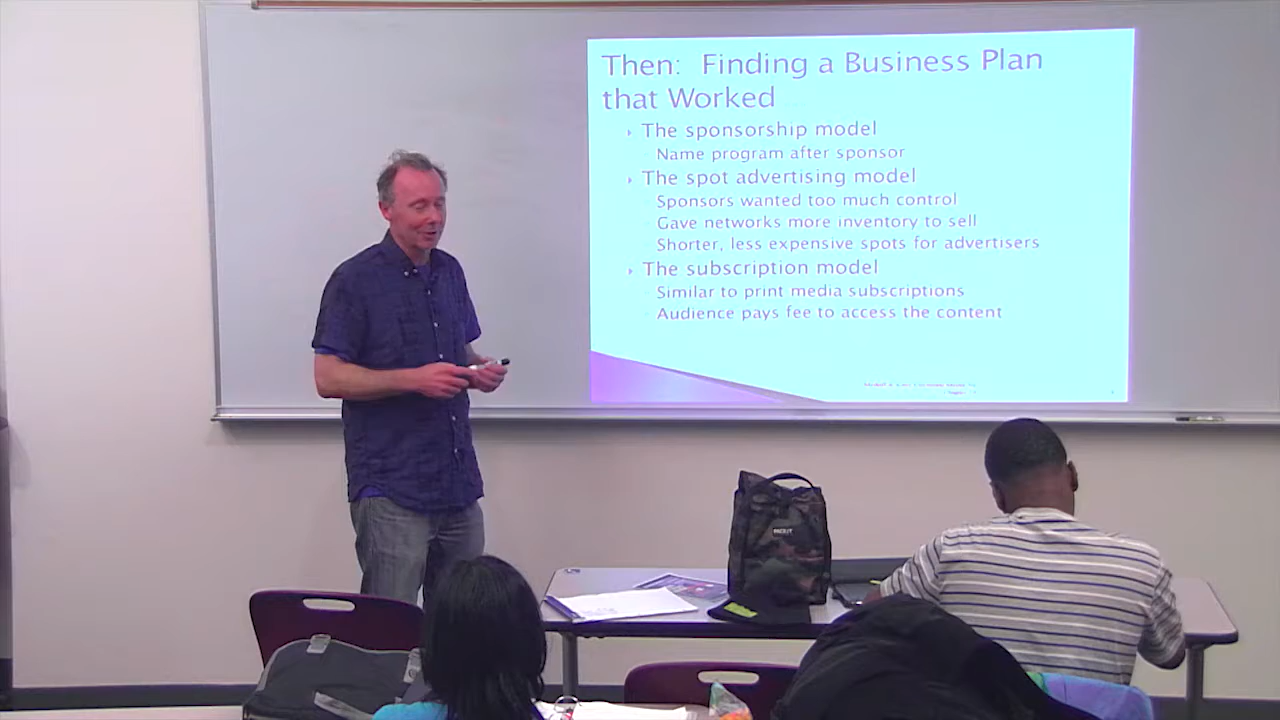 Then: Finding a Business Plan
that Worked
The sponsorship model
Name program after sponsor
The spot advertising model
Sponsors wanted too much control
Gave networks more inventory to sell
Shorter, less expensive spots for advertisers
The subscription model
Similar to print media subscriptions
Audience pays fee to access the content